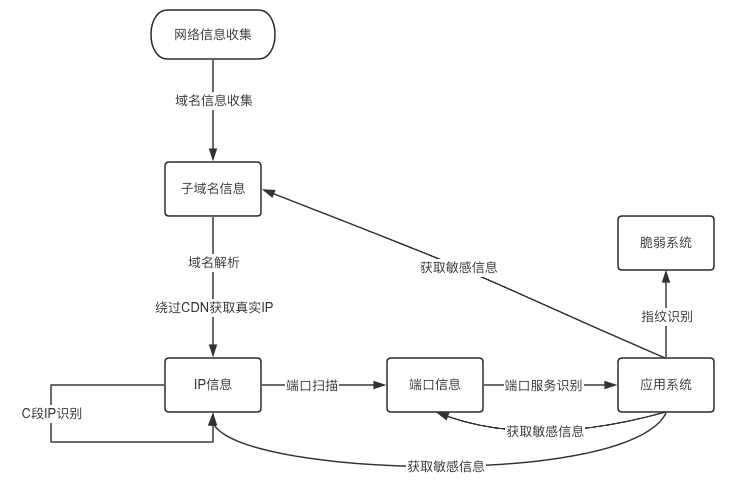 网络信息收集
域名信息收集
子域名信息
脆弱系统
域名解析
获取敏感信息
绕过CDN获取真实IP
指纹识别
IP信息
端口扫描
端口信息
端口服务识别
应用系统
C段IP识别
获取敏感信息
获取敏感信息